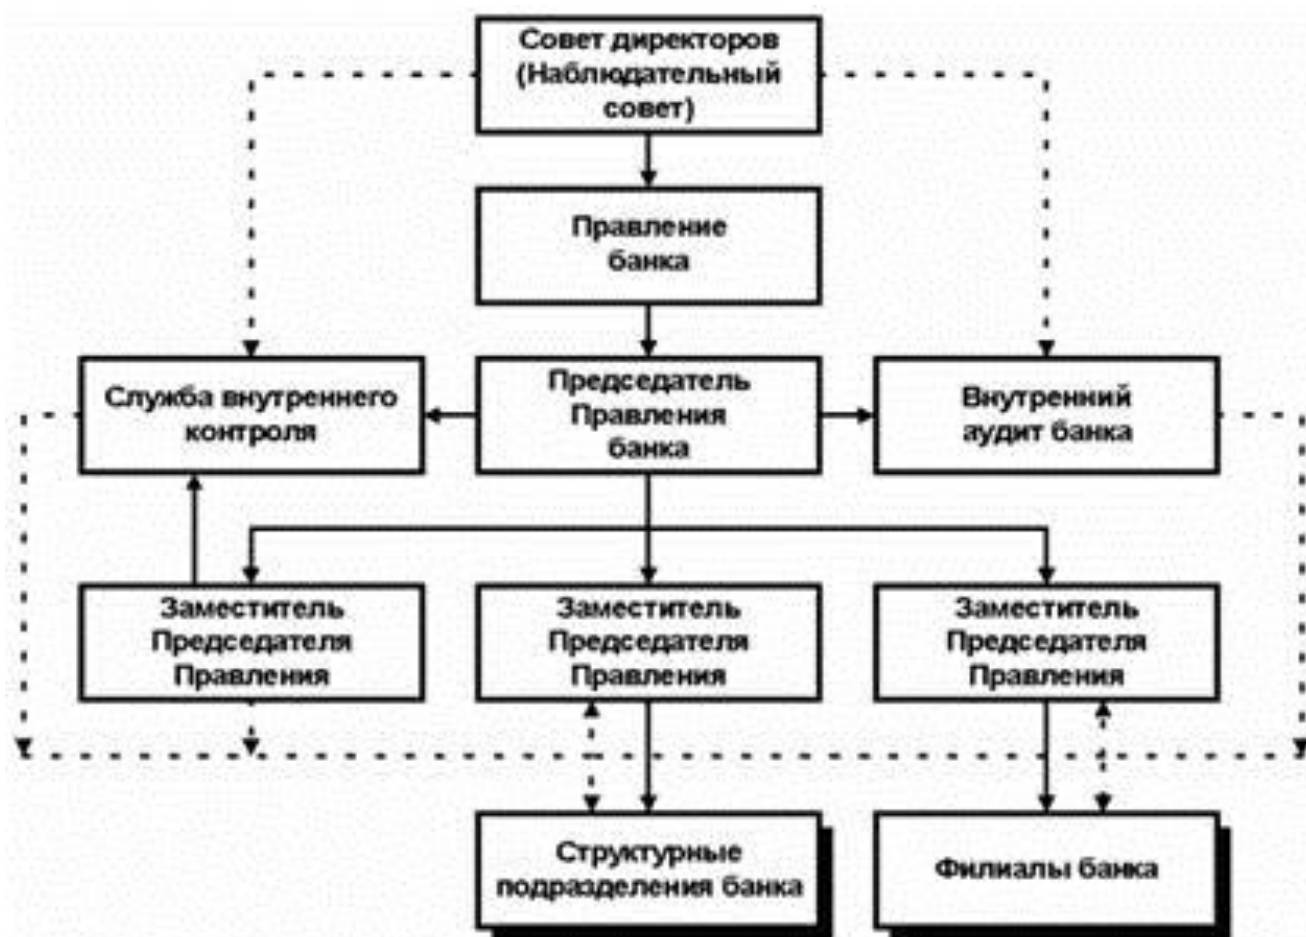 Совет директоров
(Наблюдательный
совет)
Правление
банка
Служба внутреннего
контроля
Председатель
Правления
банка
Внутренний
аудит банка
Заместитель
Председателя
Правления
Заместитель
Председателя
Правления
Заместитель
Председателя
Правления
Структурные
подразделения банка
Филиалы банка